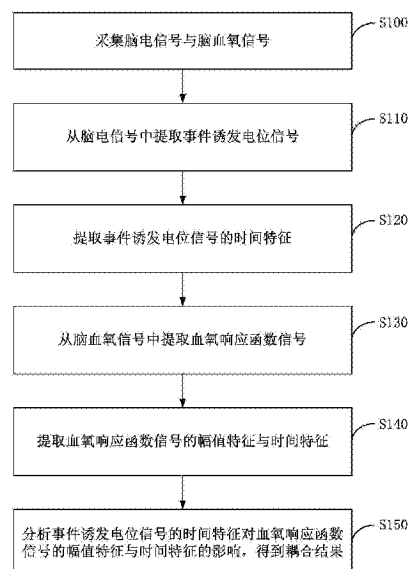 采集脑电信号与脑血氧信号
S100
从脑电信号中提取事件诱发电位信号
S110
提取事件诱发电位信号的时间特征
S120
从脑血氧信号中提取血氧响应函数信号
S130
提取血氧响应函数信号的幅值特征与时间特征
S140
分析事件诱发电位信号的时间特征对血氧响应函数
信号的幅值特征与时间特征的影响，得到耦合结果
S150